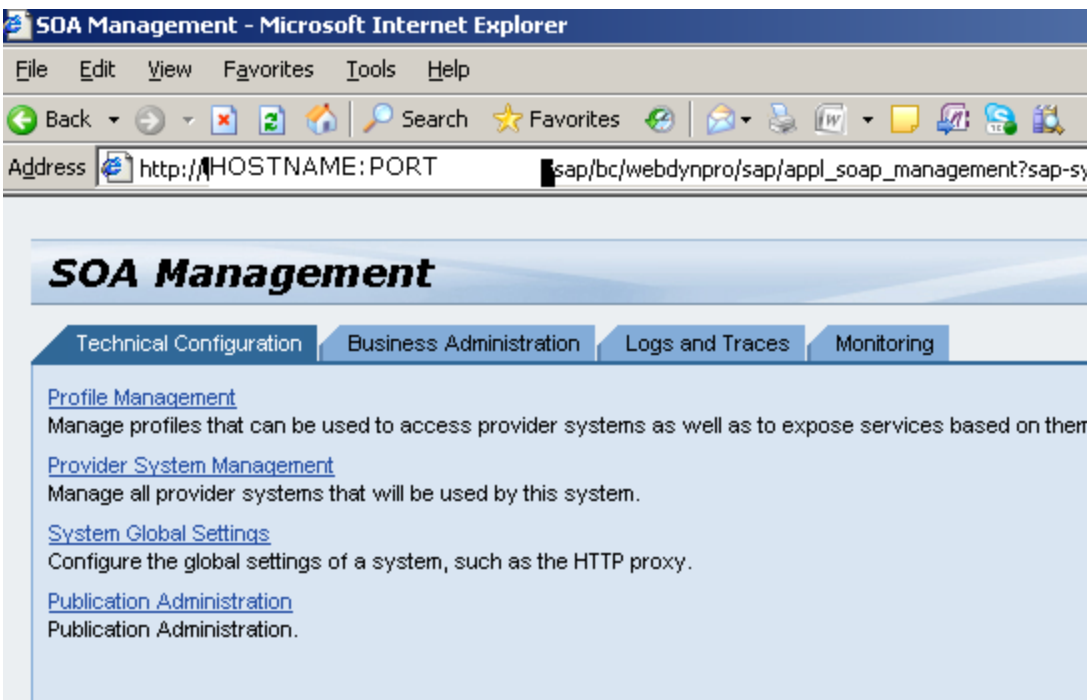 SOA Management - Microsoft Internet Explorer
File Edit View Favorites Tools Help
Back Search Favorites
Address http://HOSTNAME:PORT sap/bc/webdynpro/sap/appl_soap_management?sap-sy
SOA Management
Technical Configuration Business Administration Logs and Traces Monitoring
Profile Management
Manage profiles that can be used to access provider systems as well as to expose services based on them
Provider System Management
Manage all provider systems that will be used by this system.
System Global Settings
Configure the global settings of a system, such as the HTTP proxy.
Publication Administration
Publication Administration.